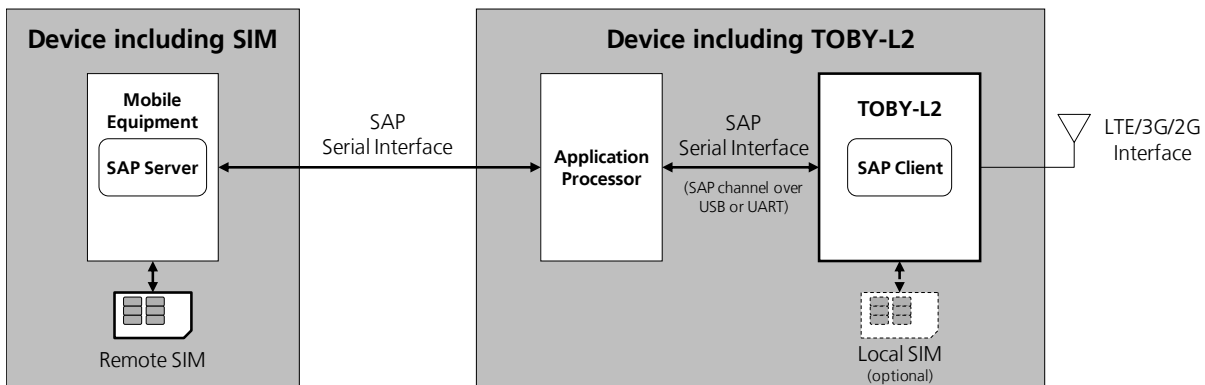 Device including SIM
Mobile
Equipment
SAP Server
Remote SIM
SAP
Serial Interface
Device including TOBY-L2
Application
Processor
SAP
Serial Interface
(SAP channel over
USB or UART)
TOBY-L2
SAP Client
Local SIM
(optional)
LTE/3G/2G
Interface